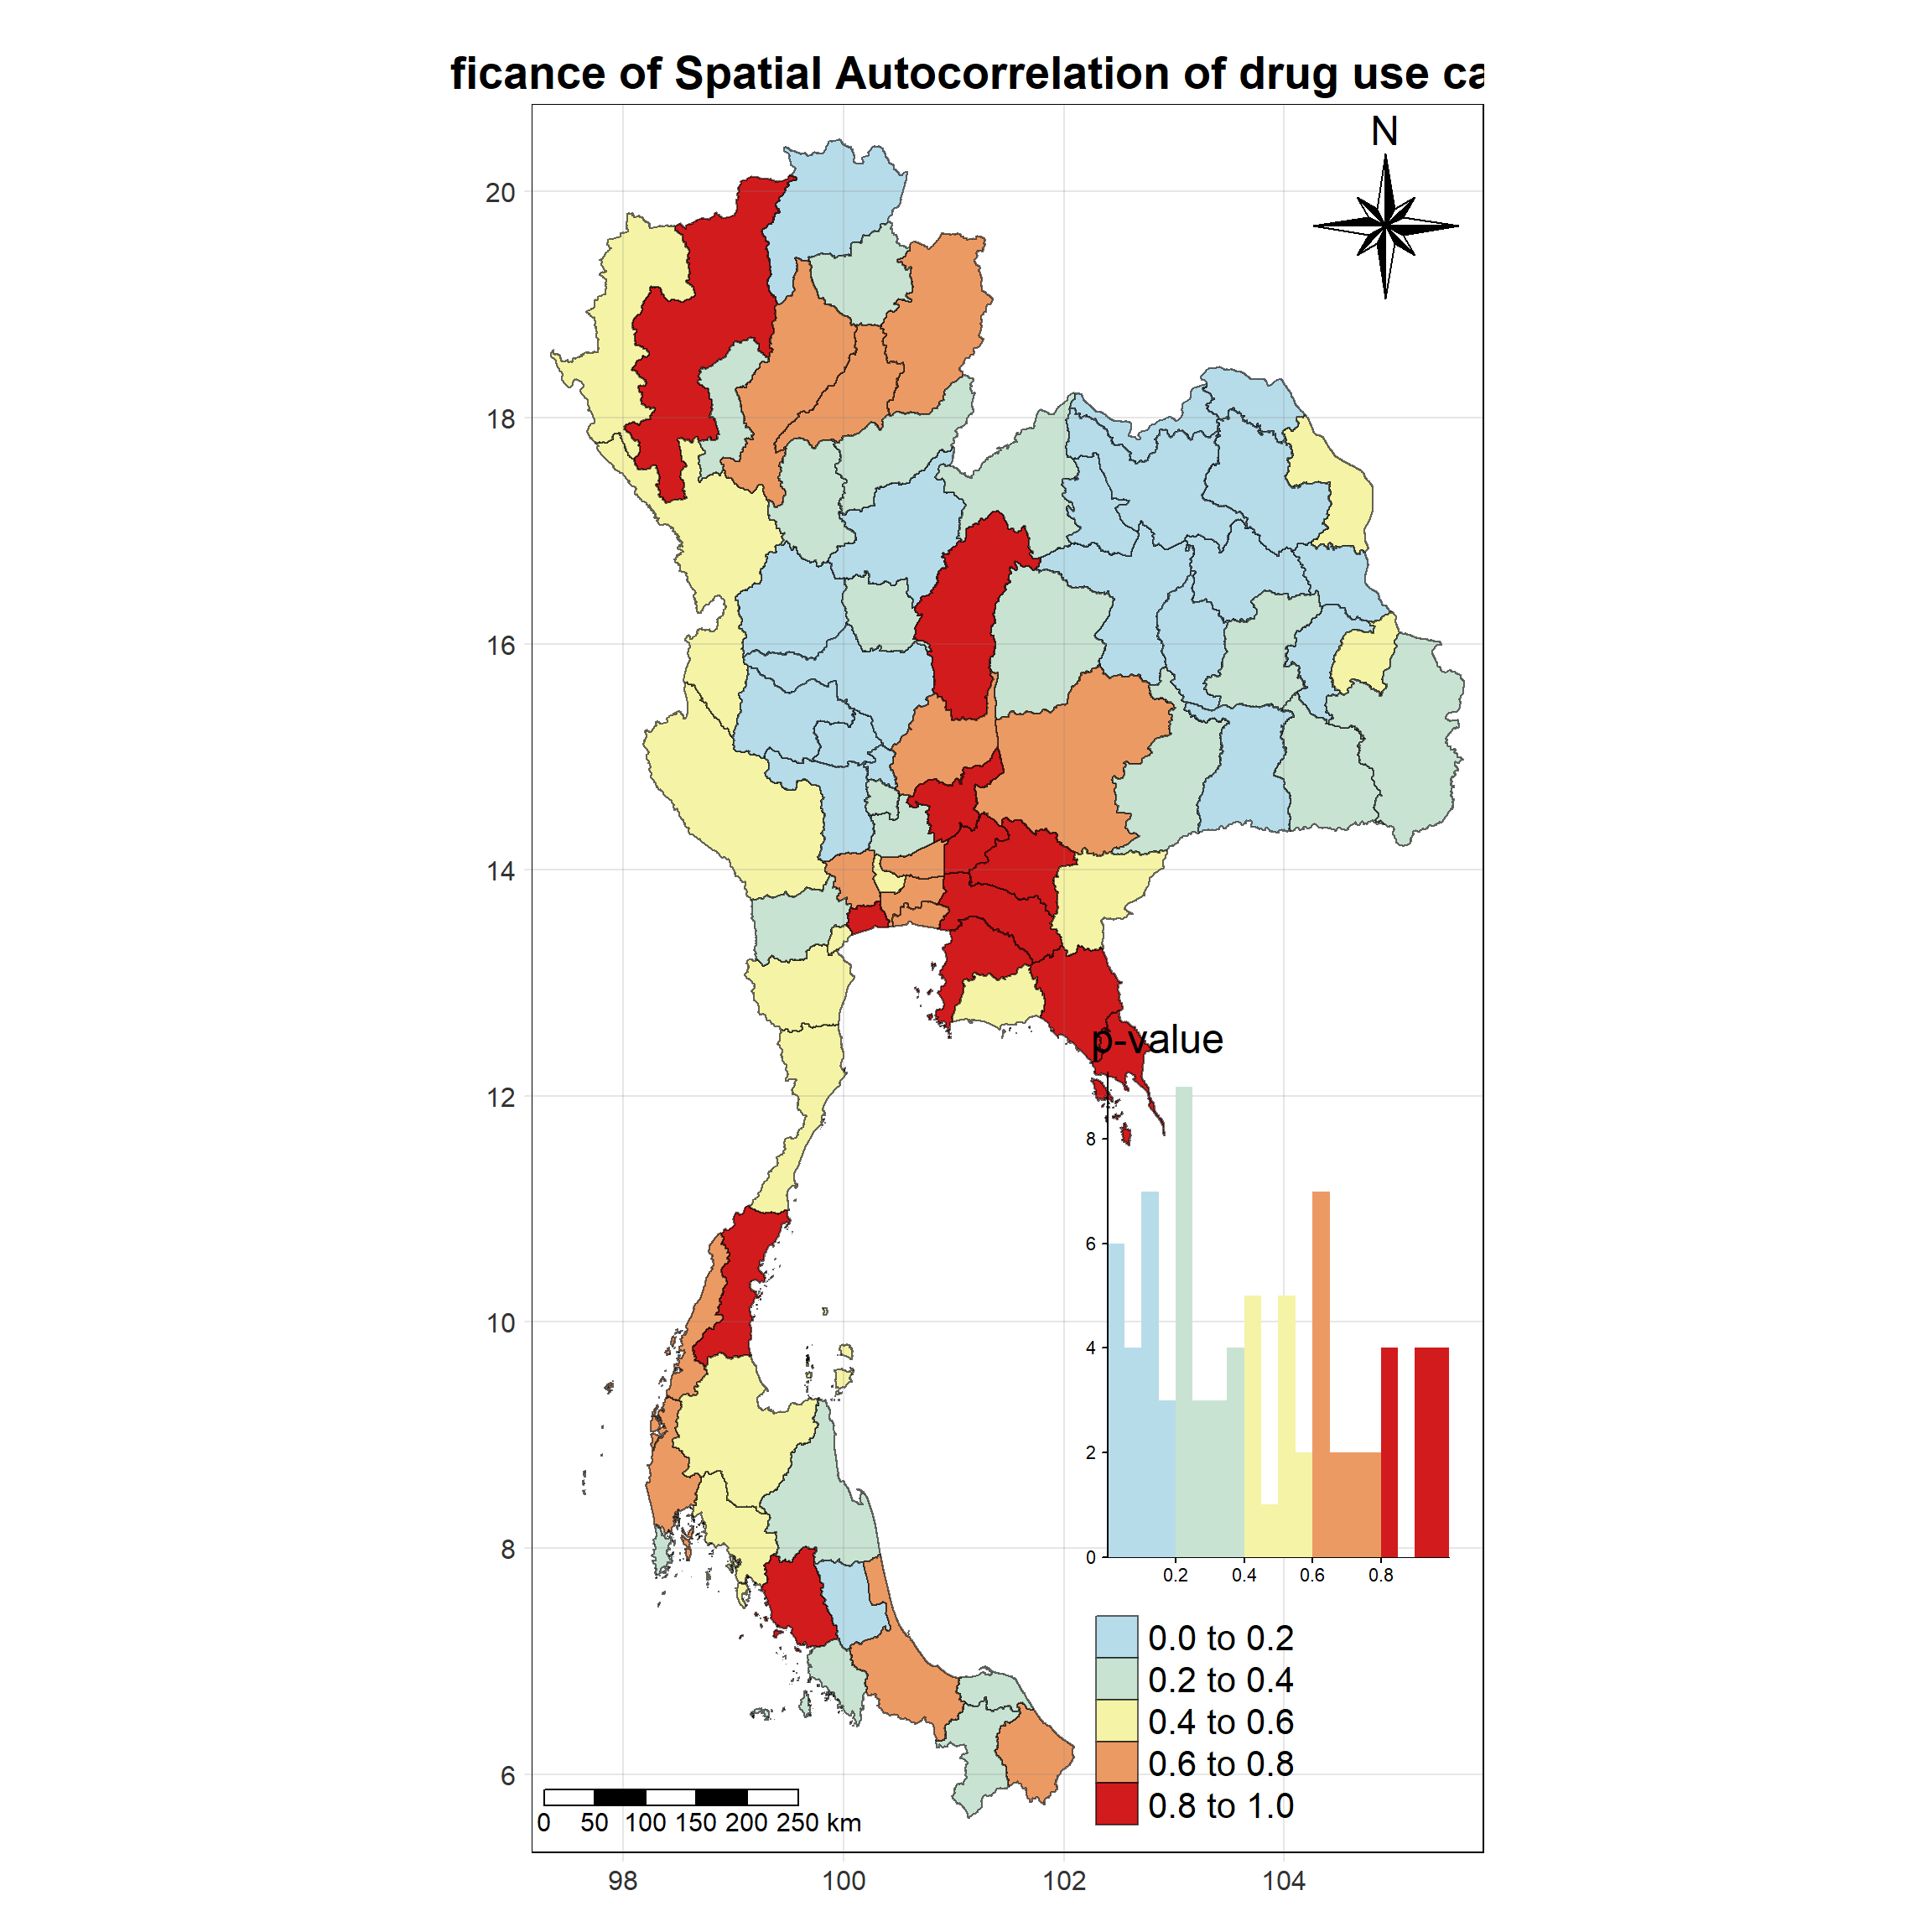 ficance of Spatial Autocorrelation of drug use ca
N
20
18
16
14
12
10
8
6
p-value
8
6
4
2
0
0.2 0.4 0.6 0.8
0.0 to 0.2
0.2 to 0.4
0.4 to 0.6
0.6 to 0.8
0.8 to 1.0
0 50 100 150 200 250 km
98 100 102 104